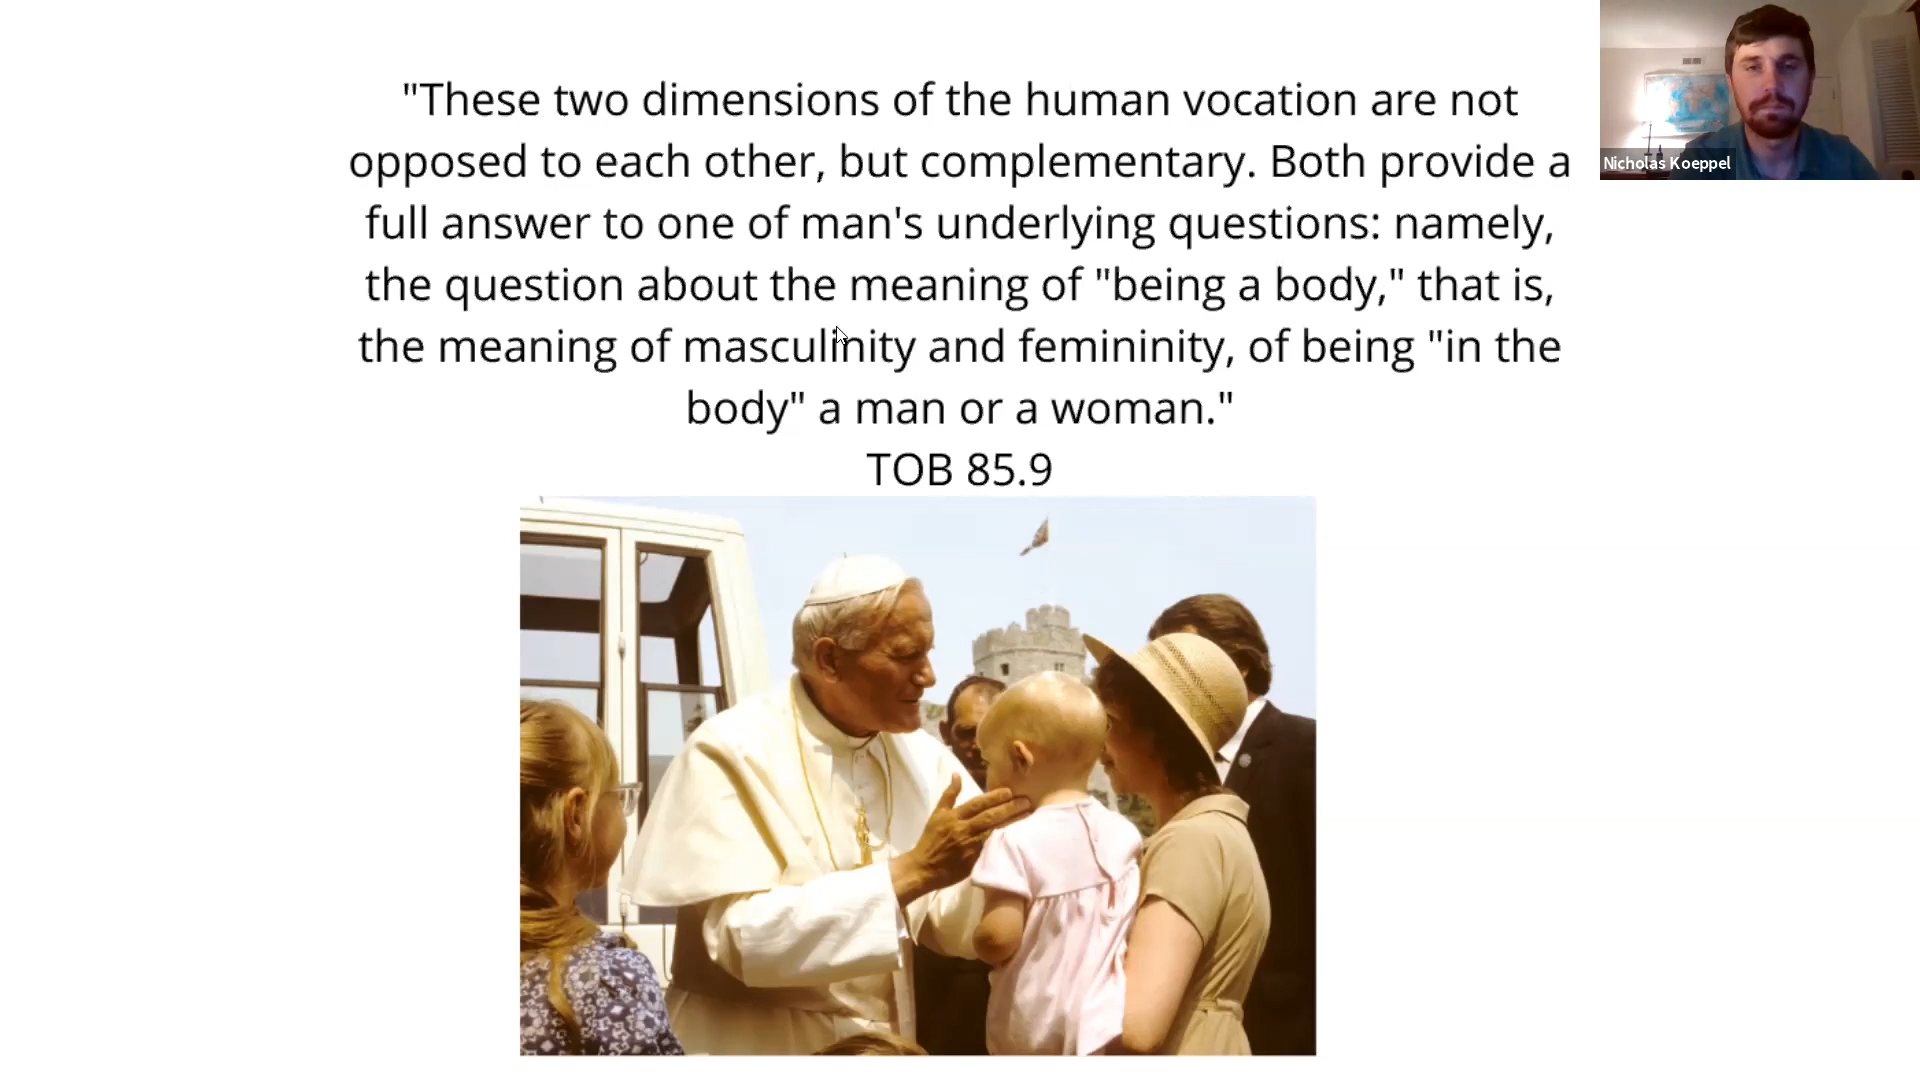 "These two dimensions of the human vocation are not
opposed to each other, but complementary. Both provide a
full answer to one of man's underlying questions: namely,
the question about the meaning of "being a body," that is,
the meaning of masculinity and femininity, of being "in the
body" a man or a woman."
TOB 85.9
Nicholas Koeppel